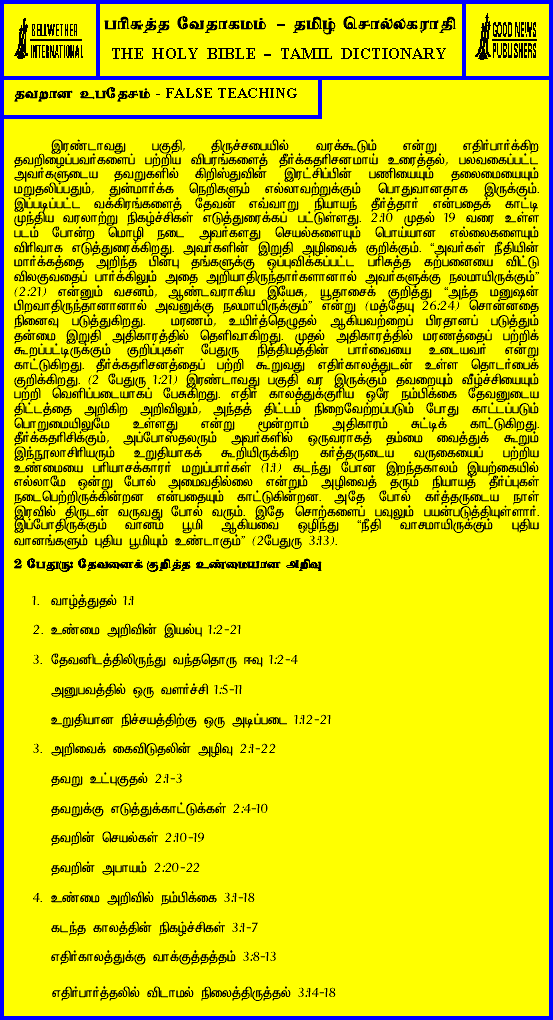 BELLWETHER INTERNATIONAL
பரிசுத்த வேதாகமம் – தமிழ் சொல்லகராதி
THE HOLY BIBLE – TAMIL DICTIONARY
GOOD NEWS PUBLISHERS
தவறான உபதேசம் - FALSE TEACHING
இரண்டாவது பகுதி, திருச்சபையில் வரக்கூடும் என்று எதிர்பார்க்கிற
தவறிழைப்பவர்களைப் பற்றிய விபரங்களைத் தீர்க்கதரிசனமாய் உரைத்தல், பலவகைப்பட்ட
அவர்களுடைய தவறுகளில் கிறிஸ்துவின் இரட்சிப்பின் பணியையும் தலைமையையும்
மறுதலிப்பதும், துன்மார்க்க நெறிகளும் எல்லாவற்றுக்கும் பொதுவானதாக இருக்கும்.
இப்படிப்பட்ட வக்கிரங்களைத் தேவன் எவ்வாறு நியாயந் தீர்த்தார் என்பதைக் காட்டி
முந்திய வரலாற்று நிகழ்ச்சிகள் எடுத்துரைக்கப் பட்டுள்ளது. 2:10 முதல் 19 வரை உள்ள
படம் போன்ற மொழி நடை அவர்களது செயல்களையும் பொய்யான எல்லைகளையும்
விரிவாக எடுத்துரைக்கிறது. அவர்களின் இறுதி அழிவைக் குறிக்கும். “அவர்கள் நீதியின்
மார்க்கத்தை அறிந்த பின்பு தங்களுக்கு ஒப்புவிக்கப்பட்ட பரிசுத்த கற்பனையை விட்டு
விலகுவதைப் பார்க்கிலும் அதை அறியாதிருந்தார்களானால் அவர்களுக்கு நலமாயிருக்கும்”
(2:21) என்னும் வசனம், ஆண்டவராகிய இயேசு, யூதாசைக் குறித்து “அந்த மனுஷன்
பிறவாதிருந்தானானால் அவனுக்கு நலமாயிருக்கும்” என்று (மத்தேயு 26:24) சொன்னதை
நினைவு படுத்துகிறது. மரணம், உயிர்த்தெழுதல் ஆகியவற்றைப் பிரதானப் படுத்தும்
தன்மை இறுதி அதிகாரத்தில் தெளிவாகிறது. முதல் அதிகாரத்தில் மரணத்தைப் பற்றிக்
கூறப்பட்டிருக்கும் குறிப்புகள் பேதுரு நித்தியத்தின் பார்வையை உடையவர் என்று
காட்டுகிறது. தீர்க்கதரிசனத்தைப் பற்றி கூறுவது எதிர்காலத்துடன் உள்ள தொடர்பைக்
குறிக்கிறது. (2 பேதுரு 1:21) இரண்டாவது பகுதி வர இருக்கும் தவறையும் வீழ்ச்சியையும்
பற்றி வெளிப்படையாகப் பேசுகிறது. எதிர் காலத்துக்குரிய ஒரே நம்பிக்கை தேவனுடைய
திட்டத்தை அறிகிற அறிவிலும், அந்தத் திட்டம் நிறைவேற்றப்படும் போது காட்டப்படும்
பொறுமையிலுமே உள்ளது என்று மூன்றாம் அதிகாரம் சுட்டிக் காட்டுகிறது.
தீர்க்கதரிசிக்கும், அப்போஸ்தலரும் அவர்களில் ஒருவராகத் தம்மை வைத்துக் கூறும்
இந்நூலாசிரியரும் உறுதியாகக் கூறியிருக்கிற கர்த்தருடைய வருகையைப் பற்றிய
உண்மையை பரியாசக்காரர் மறுப்பார்கள் (1:1) கடந்து போன இறந்தகாலம் இயற்கையில்
எல்லாமே ஒன்று போல் அமைவதில்லை என்றும் அழிவைத் தரும் நியாயத் தீர்ப்புகள்
நடைபெற்றிருக்கின்றன என்பதையும் காட்டுகின்றன. அதே போல் கர்த்தருடைய நாள்
இரவில் திருடன் வருவது போல் வரும். இதே சொற்களைப் பவுலும் பயன்படுத்தியுள்ளார்.
இப்போதிருக்கும் வானம் பூமி ஆகியவை ஒழிந்து “நீதி வாசமாயிருக்கும் புதிய
வானங்களும் புதிய பூமியும் உண்டாகும்” (2பேதுரு 3:13).
2 பேதுரு: தேவனைக் குறித்த உண்மையான அறிவு
1. வாழ்த்துதல் 1:1
2. உண்மை அறிவின் இயல்பு 1:2-21
3. தேவனிடத்திலிருந்து வந்ததொரு ஈவு 1:2-4
அனுபவத்தில் ஒரு வளர்ச்சி 1:5-11
உறுதியான நிச்சயத்திற்கு ஒரு அடிப்படை 1:12-21
3. அறிவைக் கைவிடுதலின் அழிவு 2:1-22
தவறு உட்புகுதல் 2:1-3
தவறுக்கு எடுத்துக்காட்டுக்கள் 2:4-10
தவறின் செயல்கள் 2:10-19
தவறின் அபாயம் 2:20-22
4. உண்மை அறிவில் நம்பிக்கை 3:1-18
கடந்த காலத்தின் நிகழ்ச்சிகள் 3:1-7
எதிர்காலத்துக்கு வாக்குத்தத்தம் 3:8-13
எதிர்பார்த்தலில் விடாமல் நிலைத்திருத்தல் 3:14-18